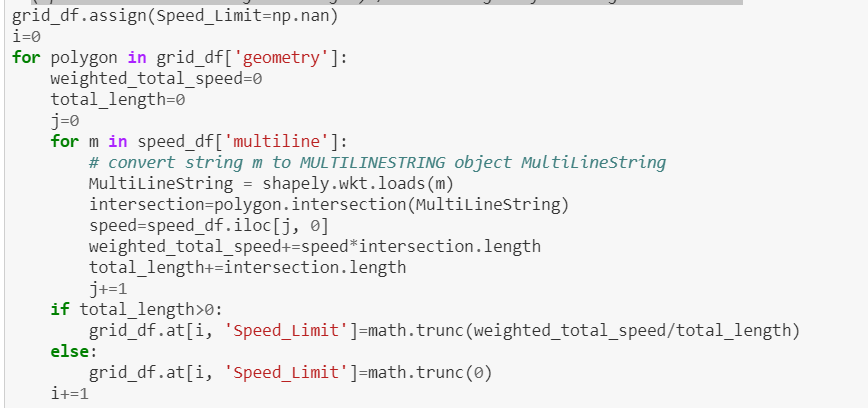 grid_df.assign(Speed_Limit=np.nan)
i=0
for polygon in grid_df['geometry']:
    weighted_total_speed=0
    total_length=0
    j=0
    for m in speed_df['multiline']:
        # convert string m to MULTILINESTRING object MultiLineString
        MultiLineString = shapely.wkt.loads(m)
        intersection=polygon.intersection(MultiLineString)
        speed=speed_df.iloc[j, 0]
        weighted_total_speed+=speed*intersection.length
        total_length+=intersection.length
        j+=1
    if total_length>0:
        grid_df.at[i, 'Speed_Limit']=math.trunc(weighted_total_speed/total_length)
    else:
        grid_df.at[i, 'Speed_Limit']=math.trunc(0)
    i+=1